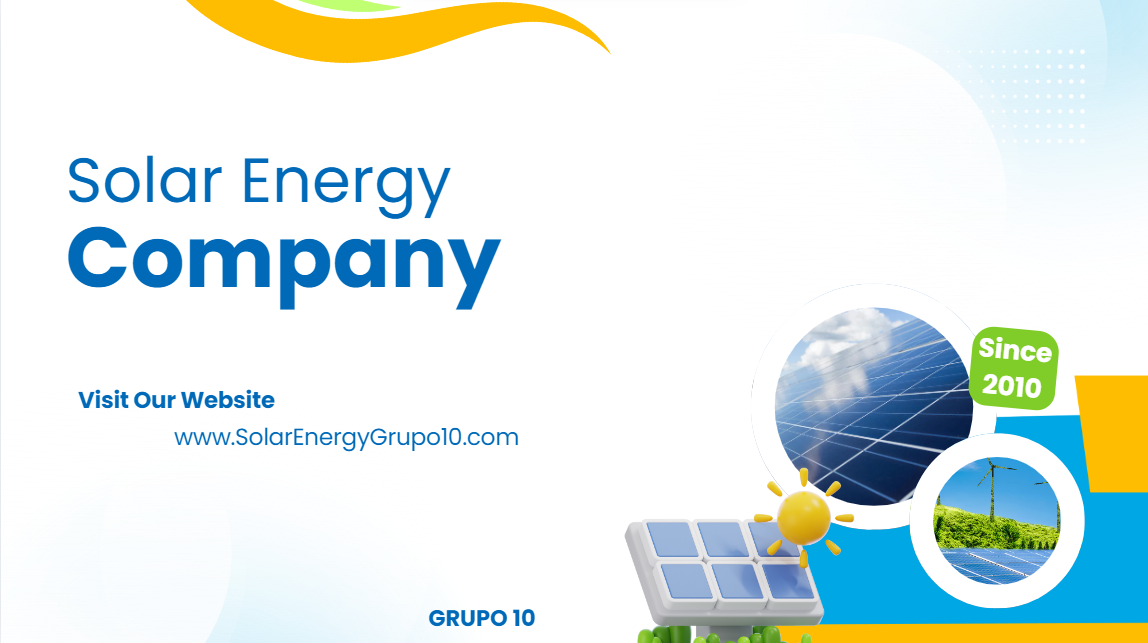 Solar Energy
Company
Visit Our Website
www.SolarEnergyGrupo10.com
Since
2010
GRUPO 10